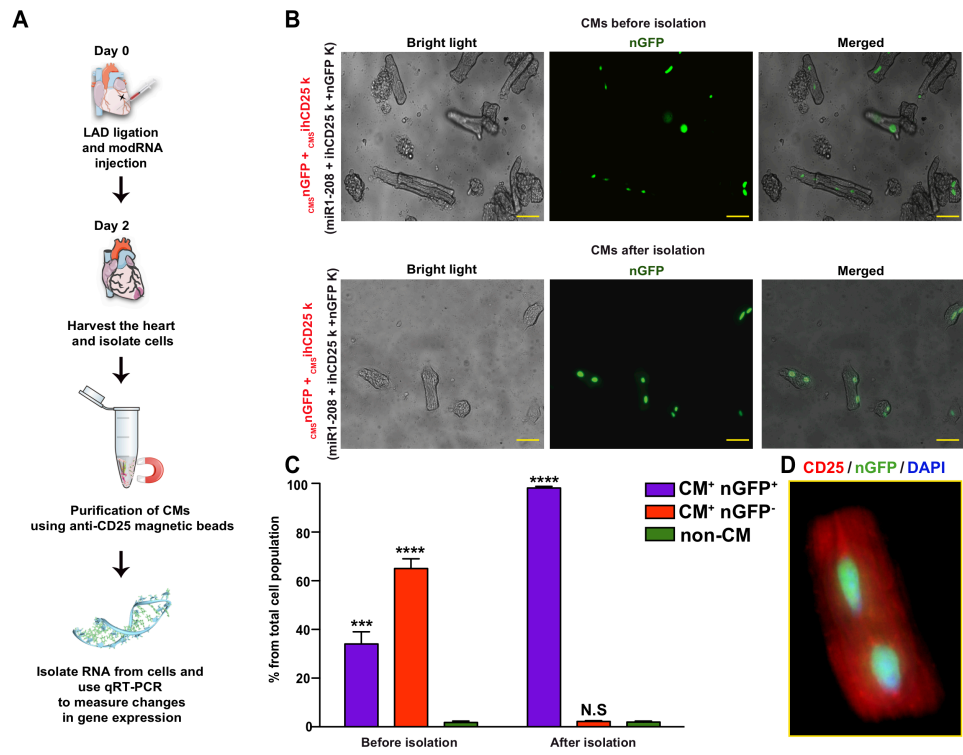 A
Day 0
LAD ligation
and modRNA
injection
Day 2
Harvest the heart
and isolate cells
Purification of CMs
using anti-CD25 magnetic beads
Isolate RNA from cells and
use qRT-PCR
to measure changes
in gene expression
B
CMs before isolation
Bright light
nGFP
Merged
CMSnGFP + CMSihCD25 k
(miR1-208 + ihCD25 k +nGFP K)
CMs after isolation
Bright light
nGFP
Merged
CMSnGFP + CMSihCD25 k
(miR1-208 + ihCD25 k +nGFP K)
C
% from total cell population
100
80
60
40
20
0
***
****
****
N.S
Before isolation
After isolation
CM+ nGFP+
CM+ nGFP-
non-CM
D
CD25 / nGFP / DAPI